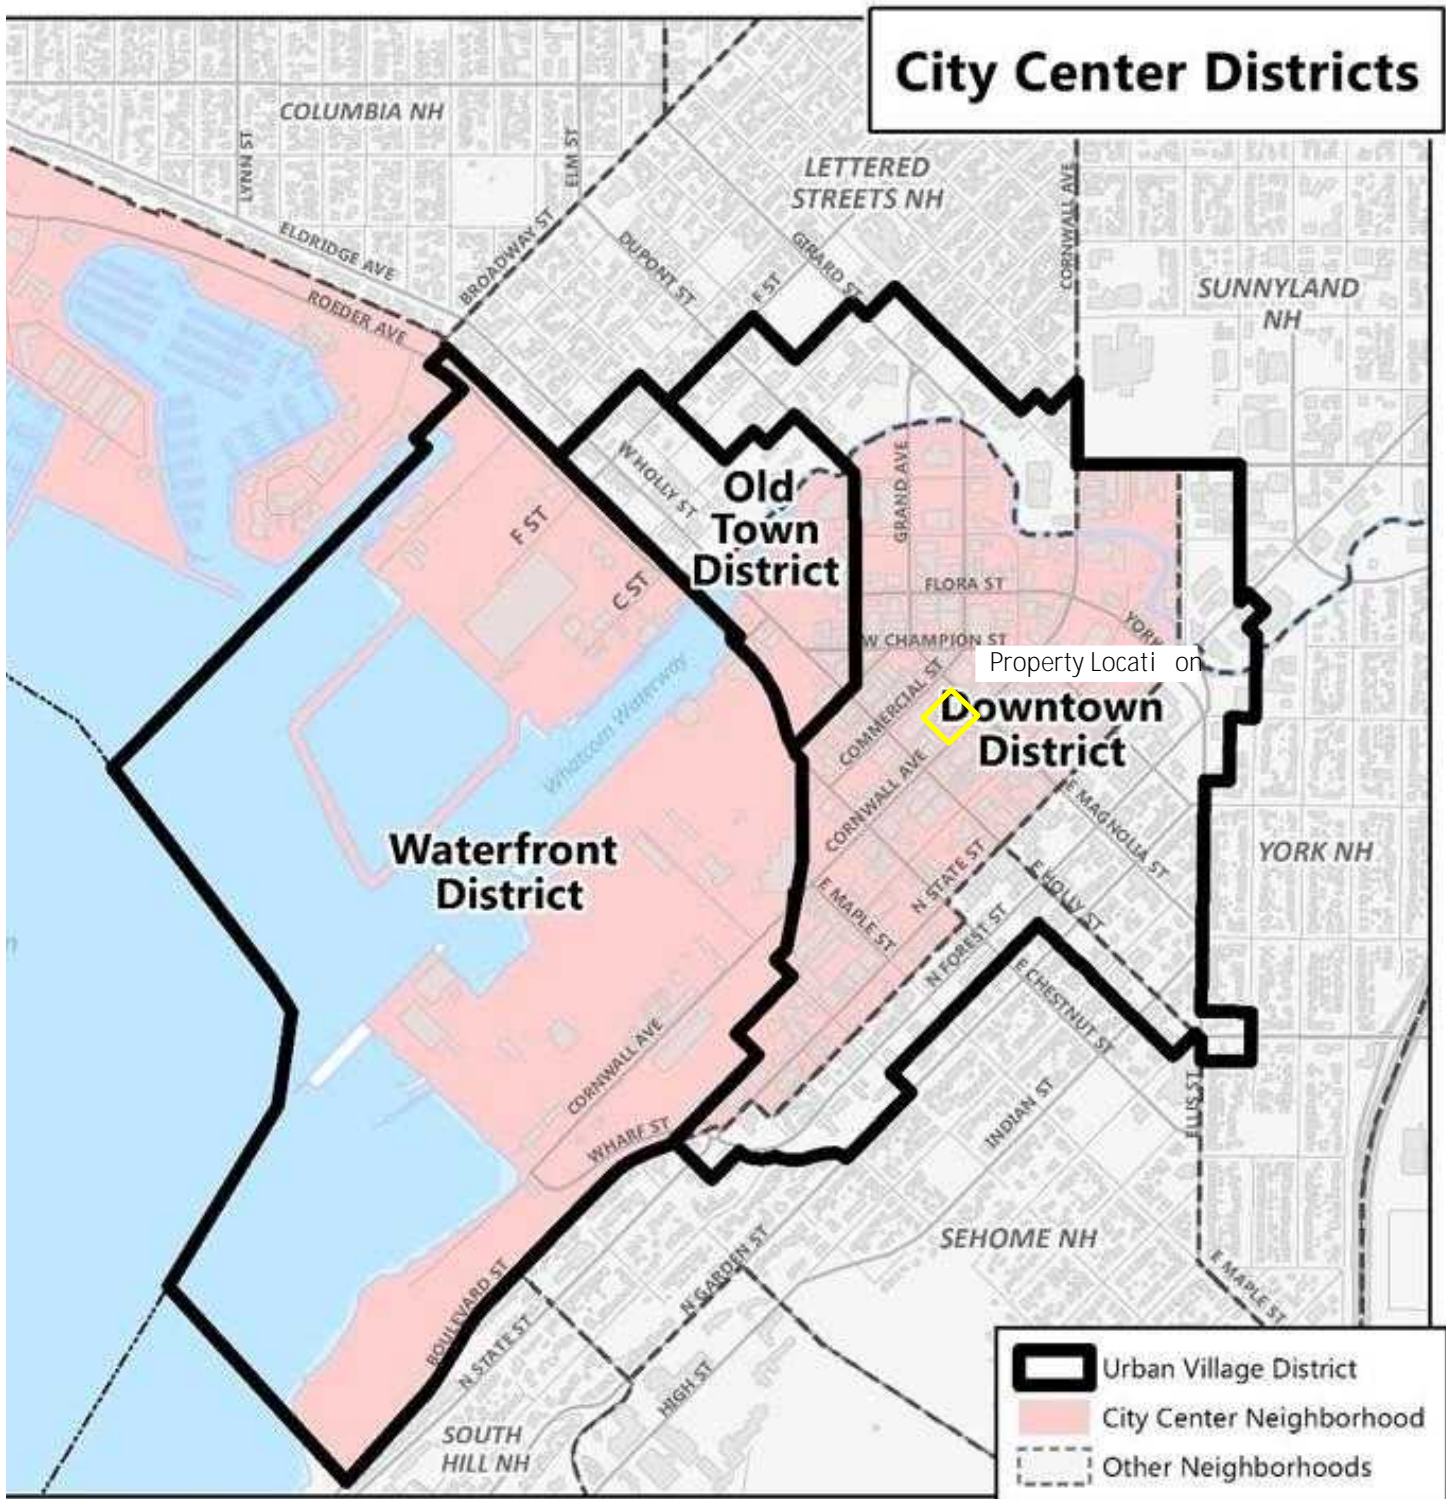 City Center Districts
COLUMBIA NH
LYNN ST
ELM ST
LETTERED
STREETS NH
CORNWALL AVE
ELDRIDGE AVE
BROADWAY ST
DUPONT ST
F ST
GIRARD ST
SUNNYLAND
NH
ROEDER AVE
W HOLLY ST
Old
Town
District
GRAND AVE
F ST
C ST
FLORA ST
W CHAMPION ST
YORK
Property Locati on
COMMERCIAL ST
Downtown
District
Whatcom Waterway
CORNWALL AVE
E MAGNOLIA ST
Waterfront
District
YORK NH
N STATE ST
E HOLLY ST
E MAPLE ST
N FOREST ST
E CHESTNUT ST
CORNWALL AVE
INDIAN ST
ELLIS ST
WHARF ST
SEHOME NH
N GARDEN ST
E MAPLE ST
BOULEVARD ST
N STATE ST
HIGH ST
SOUTH
HILL NH
Urban Village District
City Center Neighborhood
Other Neighborhoods